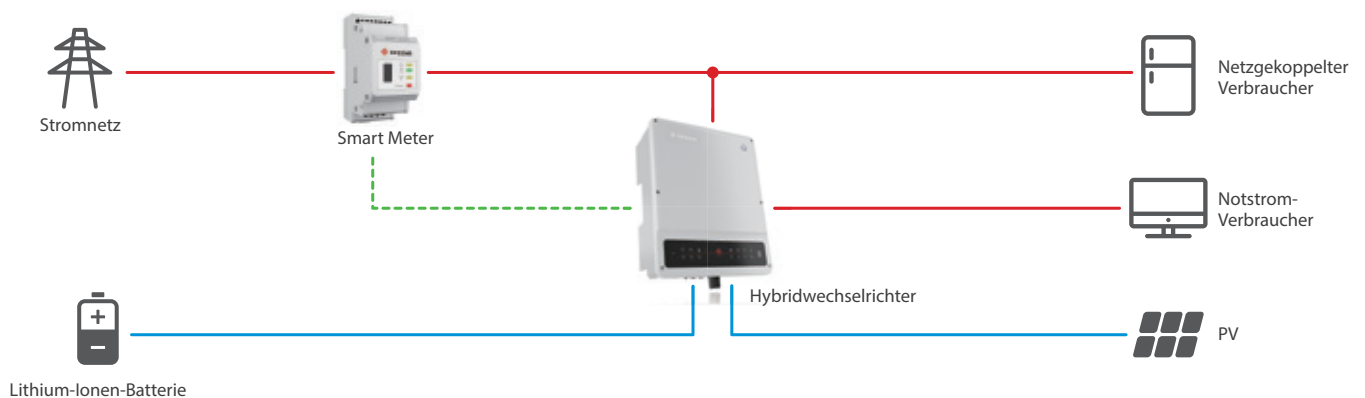 Stromnetz
Smart Meter
Netzgekoppelter
Verbraucher
Notstrom-
Verbraucher
Hybridwechselrichter
PV
Lithium-Ionen-Batterie